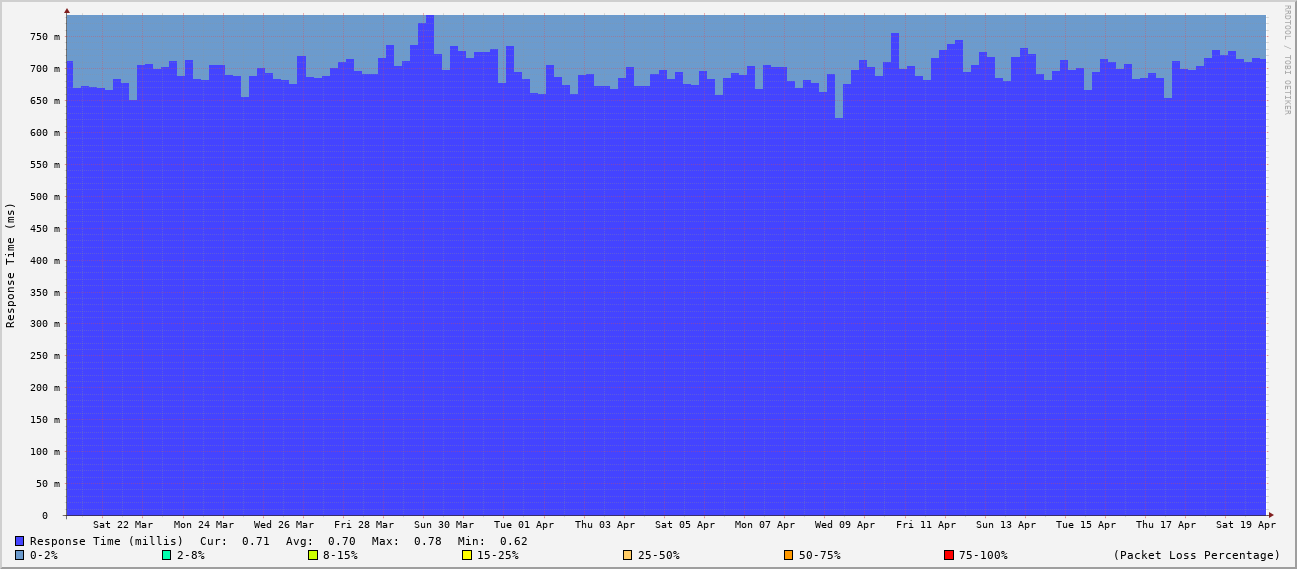 RRDTOOL / TOBI OETIKER
Response Time (ms)
750 m
700 m
650 m
600 m
550 m
500 m
450 m
400 m
350 m
300 m
250 m
200 m
150 m
100 m
50 m
0
Sat 22 Mar Mon 24 Mar Wed 26 Mar Fri 28 Mar Sun 30 Mar Tue 01 Apr Thu 03 Apr Sat 05 Apr Mon 07 Apr Wed 09 Apr Fri 11 Apr Sun 13 Apr Tue 15 Apr Thu 17 Apr Sat 19 Apr
Response Time (millis) Cur: 0.71 Avg: 0.70 Max: 0.78 Min: 0.62
0-2% 2-8% 8-15% 15-25% 25-50% 50-75% 75-100% (Packet Loss Percentage)